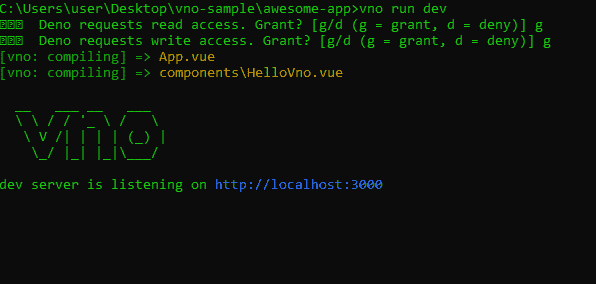 C:\Users\user\Desktop\vno-sample\awesome-app>vno run dev
⍰⍰⍰  Deno requests read access. Grant? [g/d (g = grant, d = deny)] g
⍰⍰⍰  Deno requests write access. Grant? [g/d (g = grant, d = deny)] g
[vno: compiling] => App.vue
[vno: compiling] => components\HelloVno.vue
vno
dev server is listening on http://localhost:3000